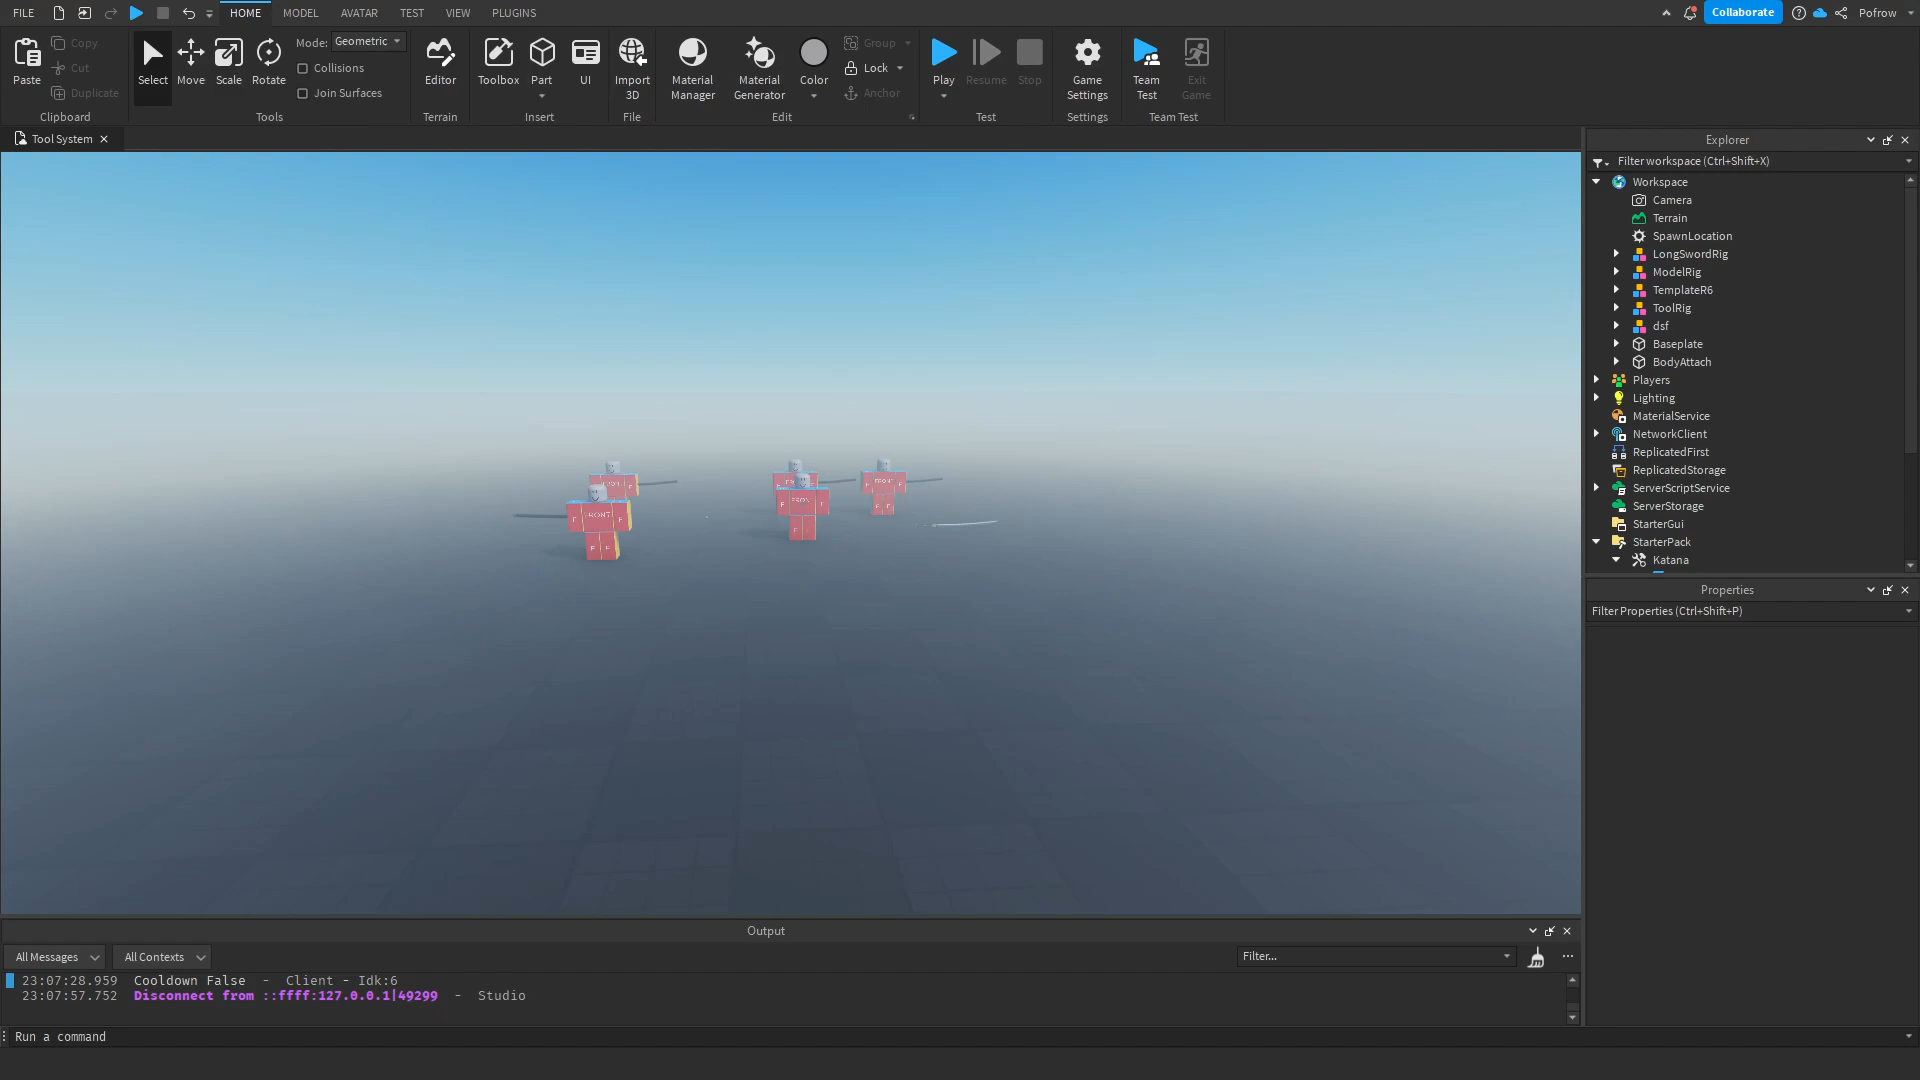 FILE
HOME
MODEL
AVATAR
TEST
VIEW
PLUGINS
Collaborate
Pofrow
Paste
Copy
Cut
Duplicate
Clipboard
Select
Move
Scale
Rotate
Mode: Geometric
Collisions
Join Surfaces
Tools
Editor
Terrain
Toolbox
Part
UI
Insert
Import
3D
File
Material
Manager
Material
Generator
Color
Group
Lock
Anchor
Edit
Play
Resume
Stop
Test
Game
Settings
Settings
Team
Test
Exit
Game
Team Test
Tool System
FRONT
FRONT
FRONT
Explorer
Filter workspace (Ctrl+Shift+X)
Workspace
Camera
Terrain
SpawnLocation
LongSwordRig
ModelRig
TemplateR6
ToolRig
dsf
Baseplate
BodyAttach
Players
Lighting
MaterialService
NetworkClient
ReplicatedFirst
ReplicatedStorage
ServerScriptService
ServerStorage
StarterGui
StarterPack
Katana
Properties
Filter Properties (Ctrl+Shift+P)
Output
All Messages
All Contexts
Filter...
23:07:28.959 Cooldown False - Client - Idk:6
23:07:57.752 Disconnect from ::ffff:127.0.0.1|49299 - Studio
Run a command